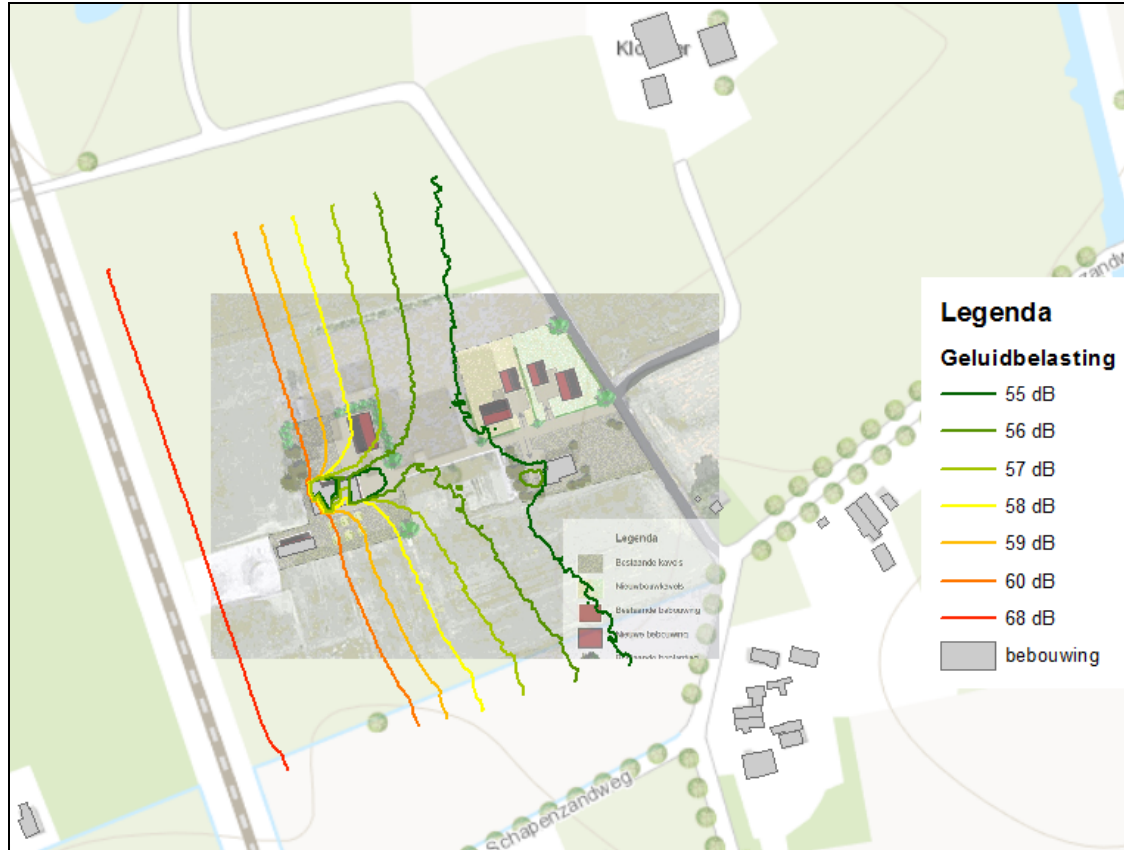 Legenda
Geluidbelasting
55 dB
56 dB
57 dB
58 dB
59 dB
60 dB
68 dB
bebouwing
Legenda
Bestaande kavels
Nieuwbouwkavels
Bestaande bebouwing
Nieuwe bebouwing
Schapenzandweg